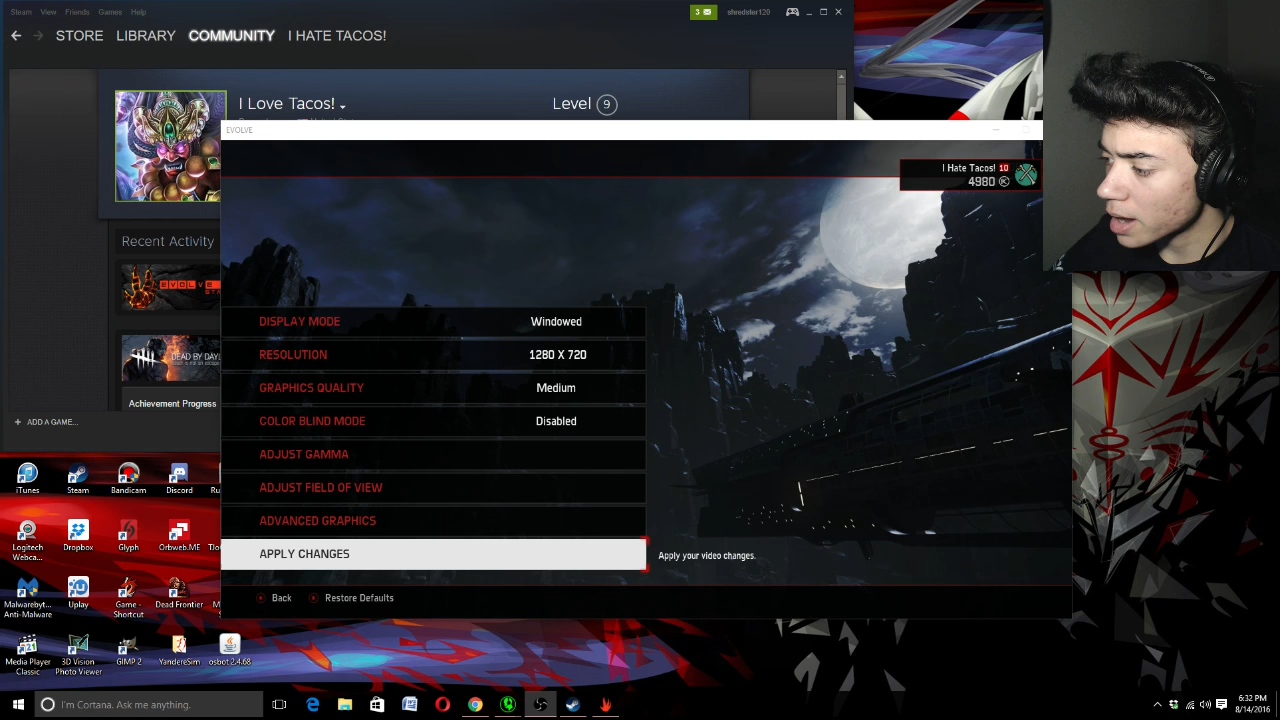 Steam View Friends Games Help
3
shredster120
STORE LIBRARY COMMUNITY I HATE TACOS!
I Love Tacos!
Level 9
EVOLVE
I Hate Tacos! 10
4980
Recent Activity
EVOLVE
DEAD BY
Achievement Progress
+ ADD A GAME...
DISPLAY MODE Windowed
RESOLUTION 1280 X 720
GRAPHICS QUALITY Medium
COLOR BLIND MODE Disabled
ADJUST GAMMA
ADJUST FIELD OF VIEW
ADVANCED GRAPHICS
APPLY CHANGES
Apply your video changes.
Back Restore Defaults
iTunes Steam Bandicam Discord
Logitech Webca... Dropbox Glyph Orbweb.ME
Malwareby... Anti-Malware Uplay Game - Shortcut Dead Frontier
Media Player Classic 3D Vision Photo Viewer GIMP 2 YandereSim osbot 2.4.68
I'm Cortana. Ask me anything.
6:32 PM
8/14/2016